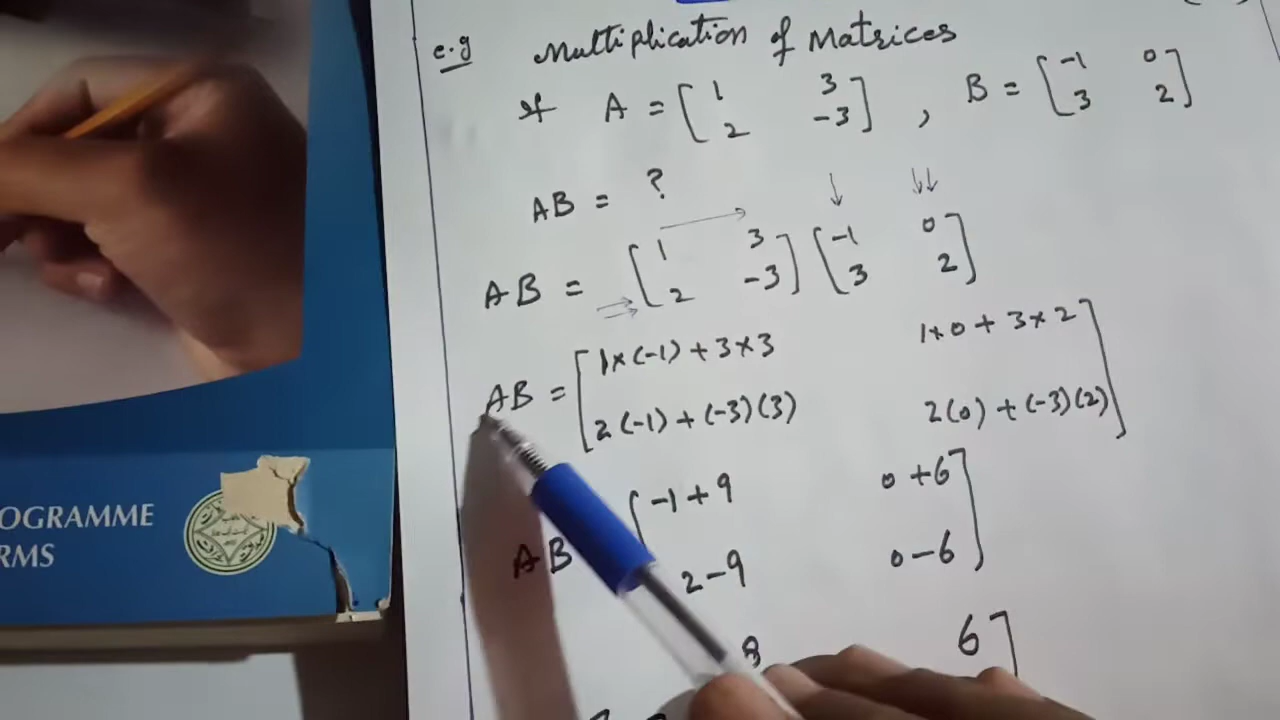 e.g Multiplication of Matrices
If A = [1 3
2 -3] , B = [-1 0
3 2]
AB = ?
AB = [1 3
2 -3] [-1 0
3 2]
AB = [1×(-1) + 3×3 1×0 + 3×2
2(-1) + (-3)(3) 2(0) + (-3)(2)]
AB [-1 + 9 0 + 6
2 - 9 0 - 6]
8 6]
OGRAMME
RMS